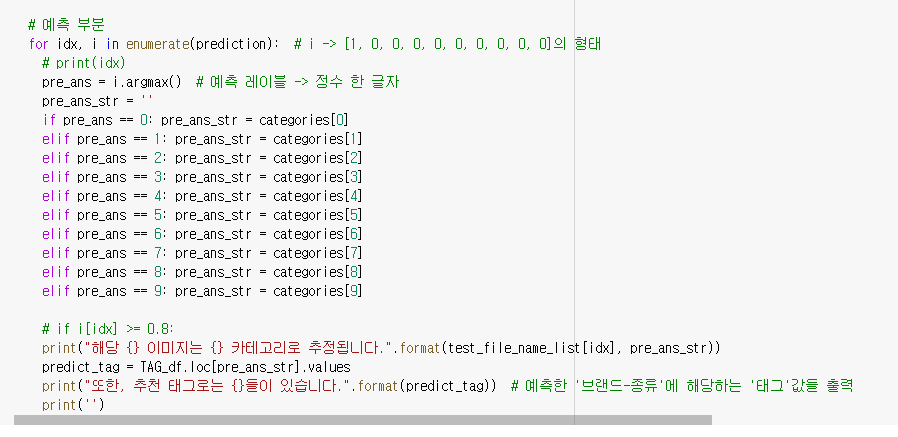 # 예측 부분
for idx, i in enumerate(prediction):  # i -> [1, 0, 0, 0, 0, 0, 0, 0, 0, 0]의 형태
  # print(idx)
  pre_ans = i.argmax()  # 예측 레이블 -> 정수 한 글자
  pre_ans_str = ''
  if pre_ans == 0: pre_ans_str = categories[0]
  elif pre_ans == 1: pre_ans_str = categories[1]
  elif pre_ans == 2: pre_ans_str = categories[2]
  elif pre_ans == 3: pre_ans_str = categories[3]
  elif pre_ans == 4: pre_ans_str = categories[4]
  elif pre_ans == 5: pre_ans_str = categories[5]
  elif pre_ans == 6: pre_ans_str = categories[6]
  elif pre_ans == 7: pre_ans_str = categories[7]
  elif pre_ans == 8: pre_ans_str = categories[8]
  elif pre_ans == 9: pre_ans_str = categories[9]
  # if i[idx] >= 0.8:
  print("해당 {} 이미지는 {} 카테고리로 추정됩니다.".format(test_file_name_list[idx], pre_ans_str))
  predict_tag = TAG_df.loc[pre_ans_str].values
  print("또한, 추천 태그로는 {}들이 있습니다.".format(predict_tag))  # 예측한 '브랜드-종류'에 해당하는 '태그'값들 출력
  print('')